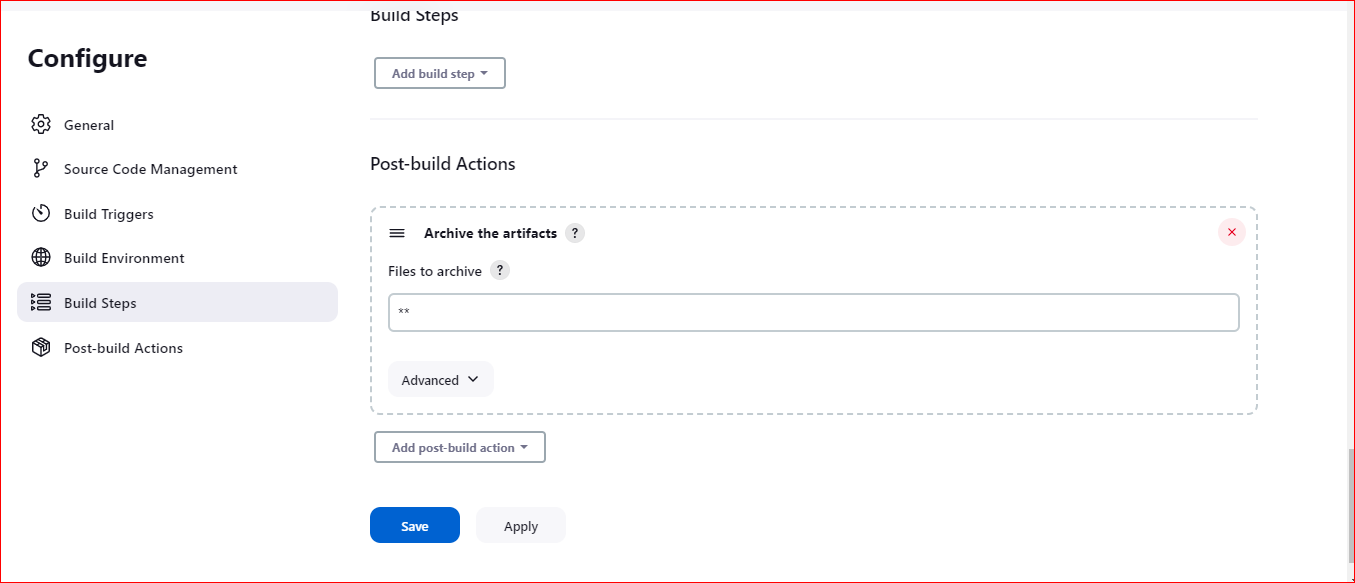 Build Steps
Configure
Add build step
General
Source Code Management
Post-build Actions
Build Triggers
Archive the artifacts ?
Build Environment
Files to archive ?
Build Steps
**
Post-build Actions
Advanced
Add post-build action
Save
Apply